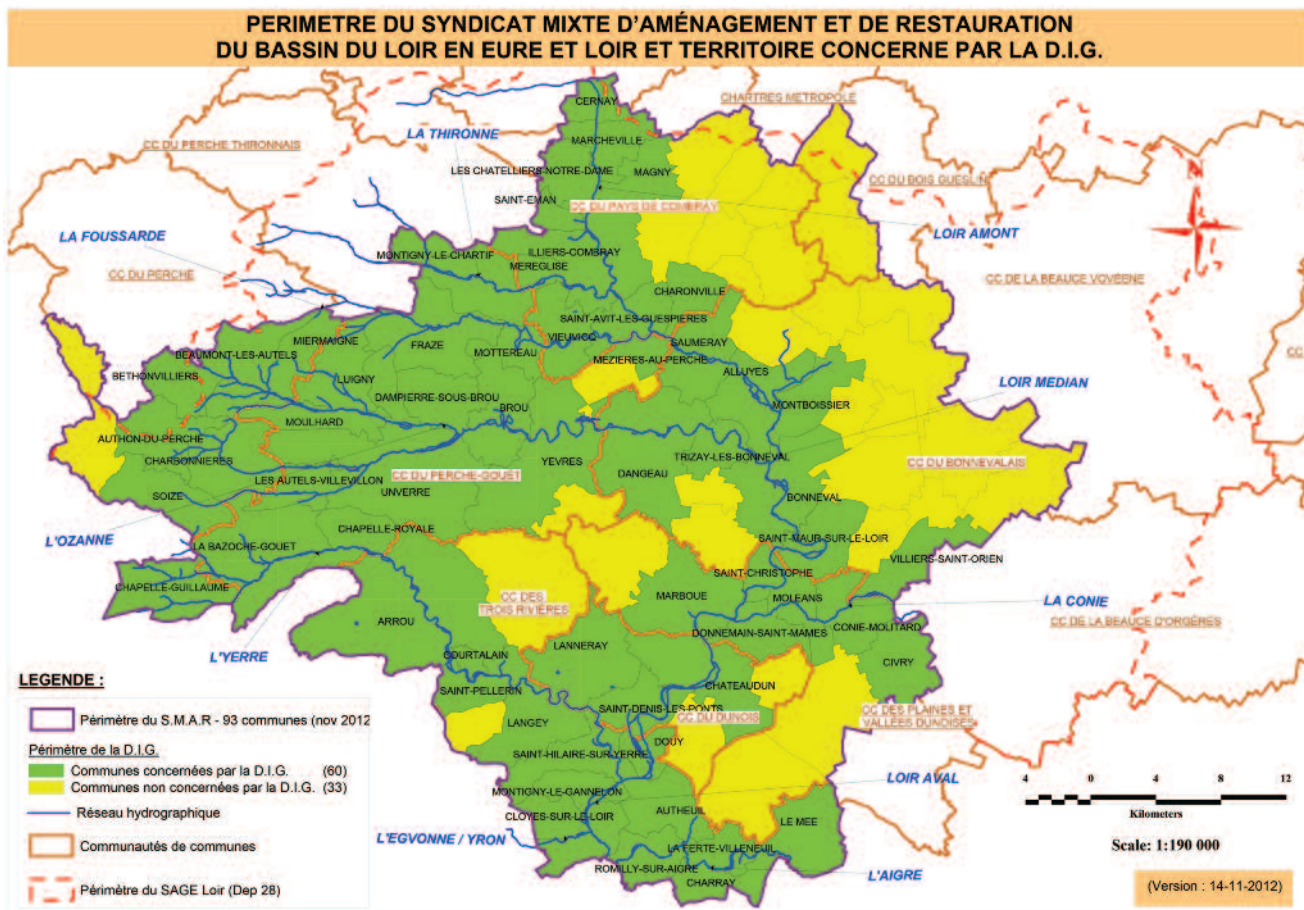 PERIMETRE DU SYNDICAT MIXTE D'AMÉNAGEMENT ET DE RESTAURATION
DU BASSIN DU LOIR EN EURE ET LOIR ET TERRITOIRE CONCERNE PAR LA D.I.G.
CERNAY
CHARTRES METROPOLE
LA THIRONNE
MARCHEVILLE
CC DU PERCHE THIRONNAIS
LES CHATELLIERS-NOTRE-DAME
MAGNY
CC DU BOIS GUESLIN
SAINT-EMAN
CC DU PAYS DE COMBRAY
LA FOUSSARDE
LOIR AMONT
MONTIGNY-LE-CHARTIF
ILLIERS-COMBRAY
MEREGLISE
CC DU PERCHE
CC DE LA BEAUCE VOVÉENNE
CHARONVILLE
SAINT-AVIT-LES-GUESPIERES
MIERMAIGNE
FRAZE
VIEUVICQ
SAUMERAY
CC
BEAUMONT-LES-AUTELS
MOTTEREAU
MEZIERES-AU-PERCHE
BETHONVILLIERS
ALLUYES
LUIGNY
LOIR MEDIAN
DAMPIERRE-SOUS-BROU
BROU
MONTBOISSIER
MOULHARD
AUTHON-DU-PERCHE
TRIZAY-LES-BONNEVAL
CHARBONNIERES
YEVRES
CC DU BONNEVALAIS
DANGEAU
CC DU PERCHE-GOUET
LES AUTELS-VILLEVILLON
UNVERRE
SOIZE
BONNEVAL
CHAPELLE-ROYALE
L'OZANNE
SAINT-MAUR-SUR-LE-LOIR
LA BAZOCHE-GOUET
VILLIERS-SAINT-ORIEN
SAINT-CHRISTOPHE
CHAPELLE-GUILLAUME
CC DES
TROIS RIVIÈRES
MARBOUE
MOLEANS
LA CONIE
CC DE LA BEAUCE D'ORGÈRES
ARROU
CONIE-MOLITARD
DONNEMAIN-SAINT-MAMES
LANNERAY
L'YERRE
COURTALAIN
CIVRY
LEGENDE :
CHATEAUDUN
SAINT-PELLERIN
SAINT-DENIS-LES-PONTS
CC DES PLAINES ET
VALLÉES DUNOISES
Périmètre du S.M.A.R - 93 communes (nov 2012
LANGEY
CC DU DUNOIS
DOUY
Périmètre de la D.I.G.
SAINT-HILAIRE-SUR-YERRE
Communes concernées par la D.I.G. (60)
LOIR AVAL
4 0 4 8 12
Communes non concernées par la D.I.G. (33)
MONTIGNY-LE-GANNELON
Kilometers
Réseau hydrographique
AUTHEUIL
CLOYES-SUR-LE-LOIR
LE MEE
L'EGVONNE / YRON
Communautés de communes
Scale: 1:190 000
LA FERTE-VILLENEUIL
ROMILLY-SUR-AIGRE
L'AIGRE
CHARRAY
Périmètre du SAGE Loir (Dep 28)
(Version : 14-11-2012)